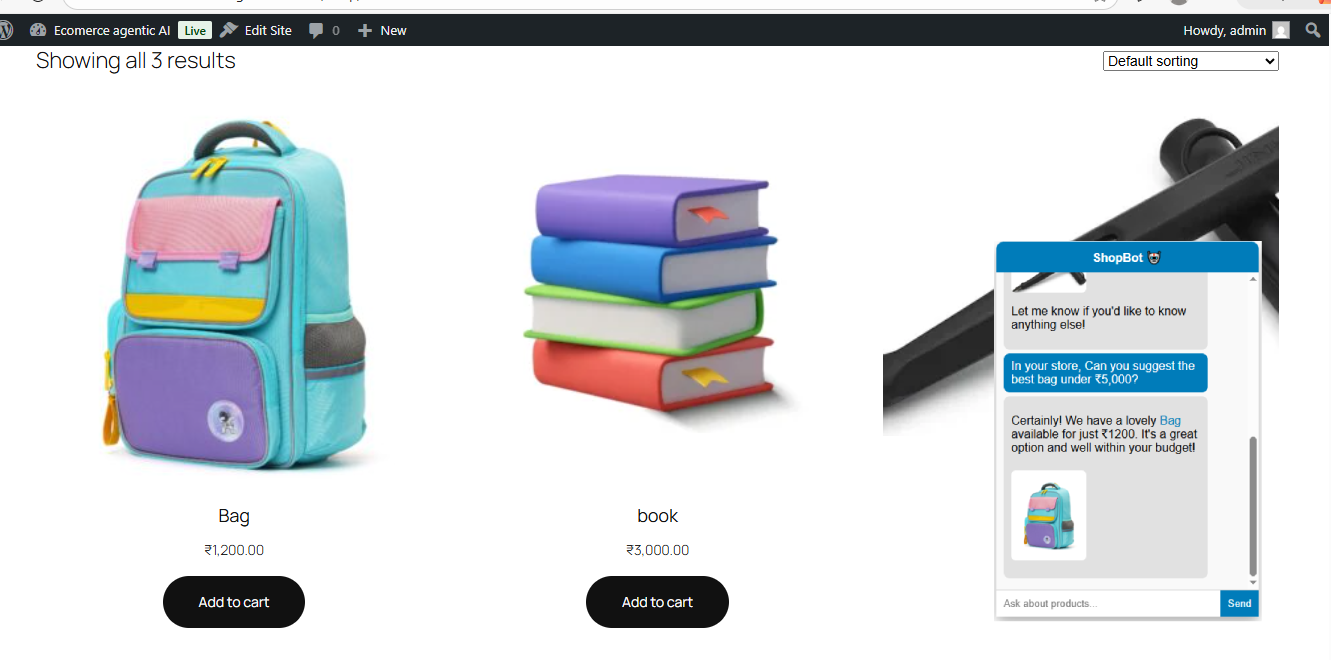 Ecomerce agentic AI Live Edit Site 0 New Howdy, admin
Showing all 3 results Default sorting
Bag
₹1,200.00
Add to cart
book
₹3,000.00
Add to cart
ShopBot
Let me know if you'd like to know
anything else!
In your store, Can you suggest the
best bag under ₹5,000?
Certainly! We have a lovely Bag
available for just ₹1200. It's a great
option and well within your budget!
Ask about products...
Send